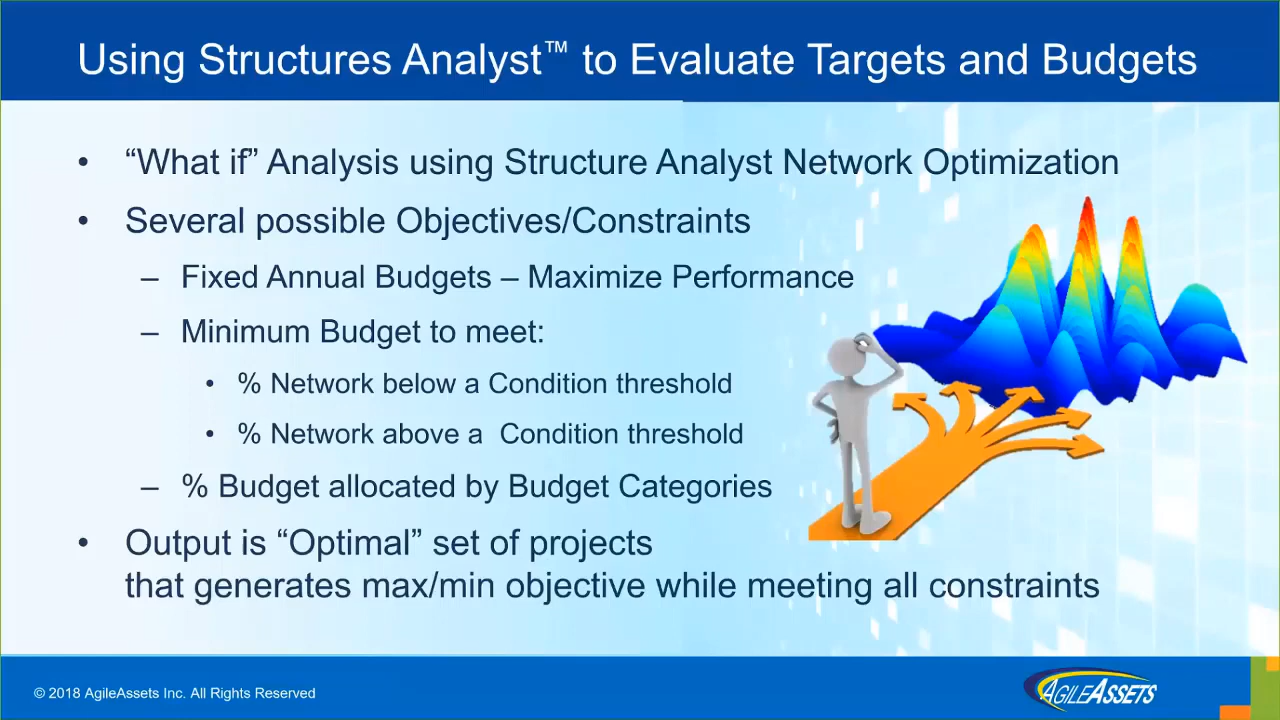 Using Structures Analyst™ to Evaluate Targets and Budgets
• “What if” Analysis using Structure Analyst Network Optimization
• Several possible Objectives/Constraints
– Fixed Annual Budgets – Maximize Performance
– Minimum Budget to meet:
• % Network below a Condition threshold
• % Network above a  Condition threshold
– % Budget allocated by Budget Categories
• Output is “Optimal” set of projects
that generates max/min objective while meeting all constraints
© 2018 AgileAssets Inc. All Rights Reserved
AGILEASSETS